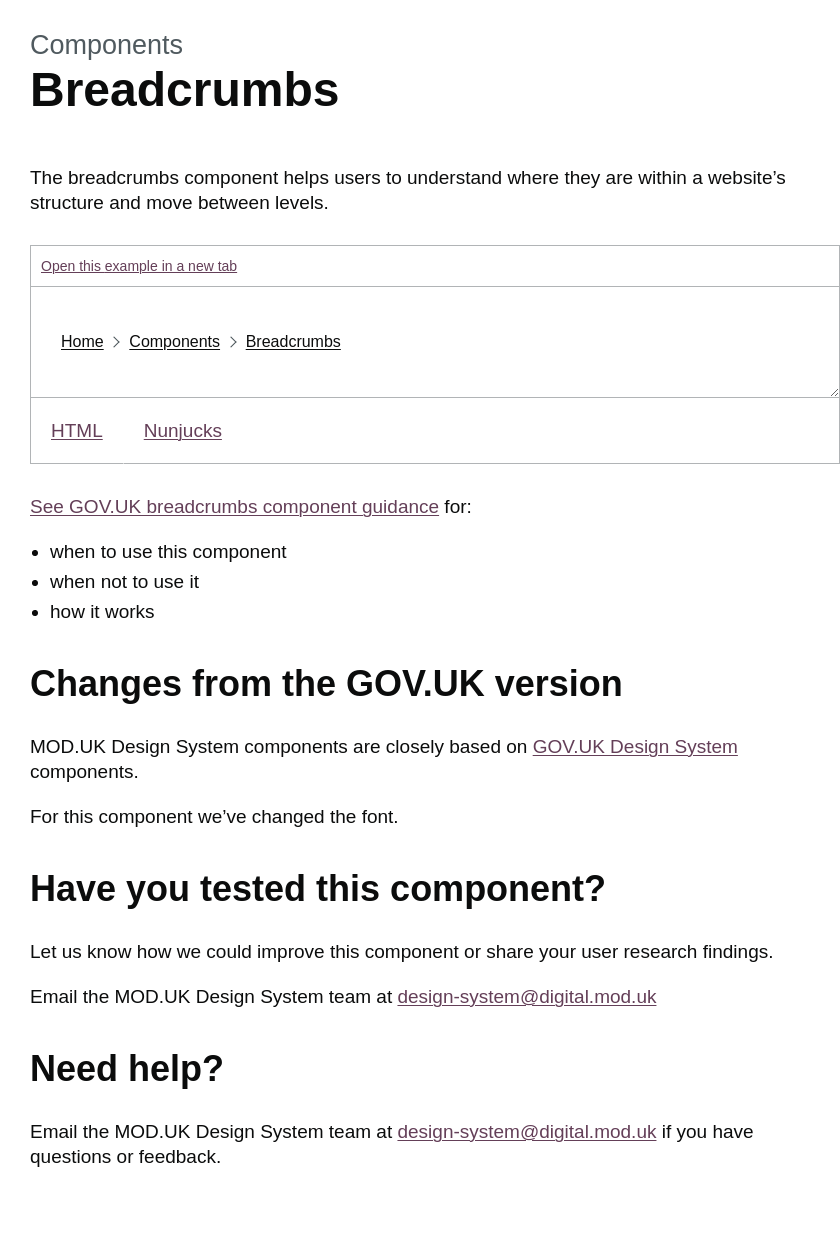 Components
Breadcrumbs
The breadcrumbs component helps users to understand where they are within a website’s
structure and move between levels.
Open this example in a new tab
Home Components Breadcrumbs
HTML Nunjucks
See GOV.UK breadcrumbs component guidance for:
when to use this component
when not to use it
how it works
Changes from the GOV.UK version
MOD.UK Design System components are closely based on GOV.UK Design System
components.
For this component we’ve changed the font.
Have you tested this component?
Let us know how we could improve this component or share your user research findings.
Email the MOD.UK Design System team at design-system@digital.mod.uk
Need help?
Email the MOD.UK Design System team at design-system@digital.mod.uk if you have
questions or feedback.